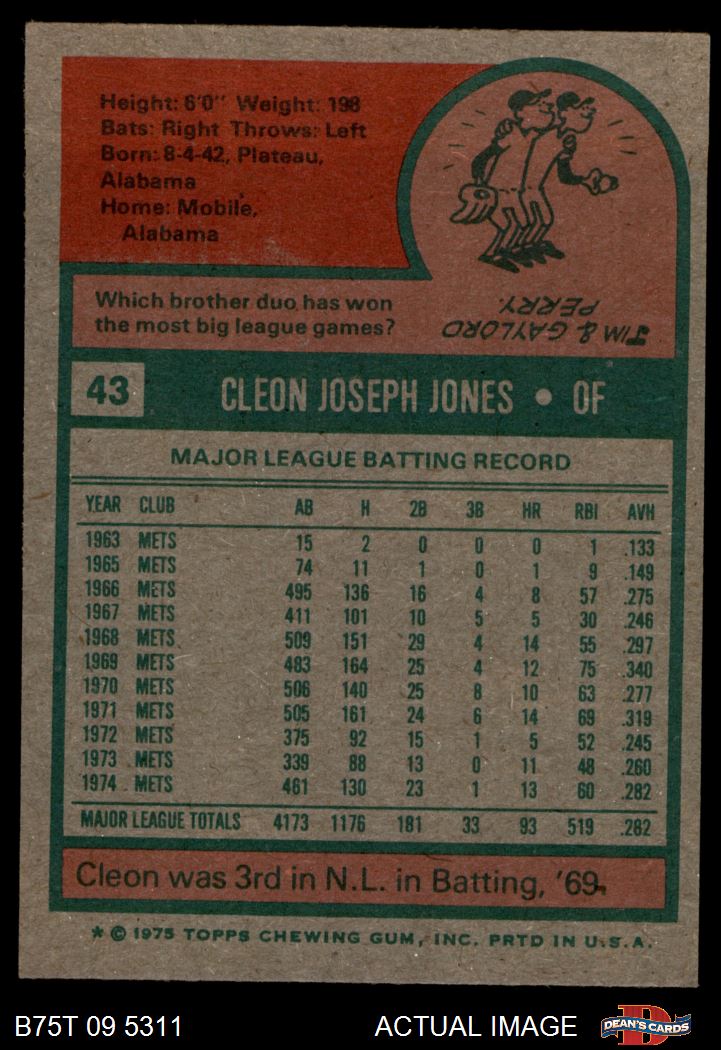 Height: 6'0" Weight: 198
Bats: Right Throws: Left
Born: 8-4-42, Plateau,
Alabama
Home: Mobile,
Alabama
Which brother duo has won
the most big league games?
JIM & GAYLORD
PERRY.
43 CLEON JOSEPH JONES • OF
MAJOR LEAGUE BATTING RECORD
YEAR CLUB AB H 2B 3B HR RBI AVH
1963 METS 15 2 0 0 0 1 .133
1965 METS 74 11 1 0 1 9 .149
1966 METS 495 136 16 4 8 57 .275
1967 METS 411 101 10 5 5 30 .246
1968 METS 509 151 29 4 14 55 .297
1969 METS 483 164 25 4 12 75 .340
1970 METS 506 140 25 8 10 63 .277
1971 METS 505 161 24 6 14 69 .319
1972 METS 375 92 15 1 5 52 .245
1973 METS 339 88 13 0 11 48 .260
1974 METS 461 130 23 1 13 60 .282
MAJOR LEAGUE TOTALS 4173 1176 181 33 93 519 .282
Cleon was 3rd in N.L. in Batting, '69.
* © 1975 TOPPS CHEWING GUM, INC. PRTD IN U.S.A.
B75T 09 5311 ACTUAL IMAGE DEAN'S CARDS